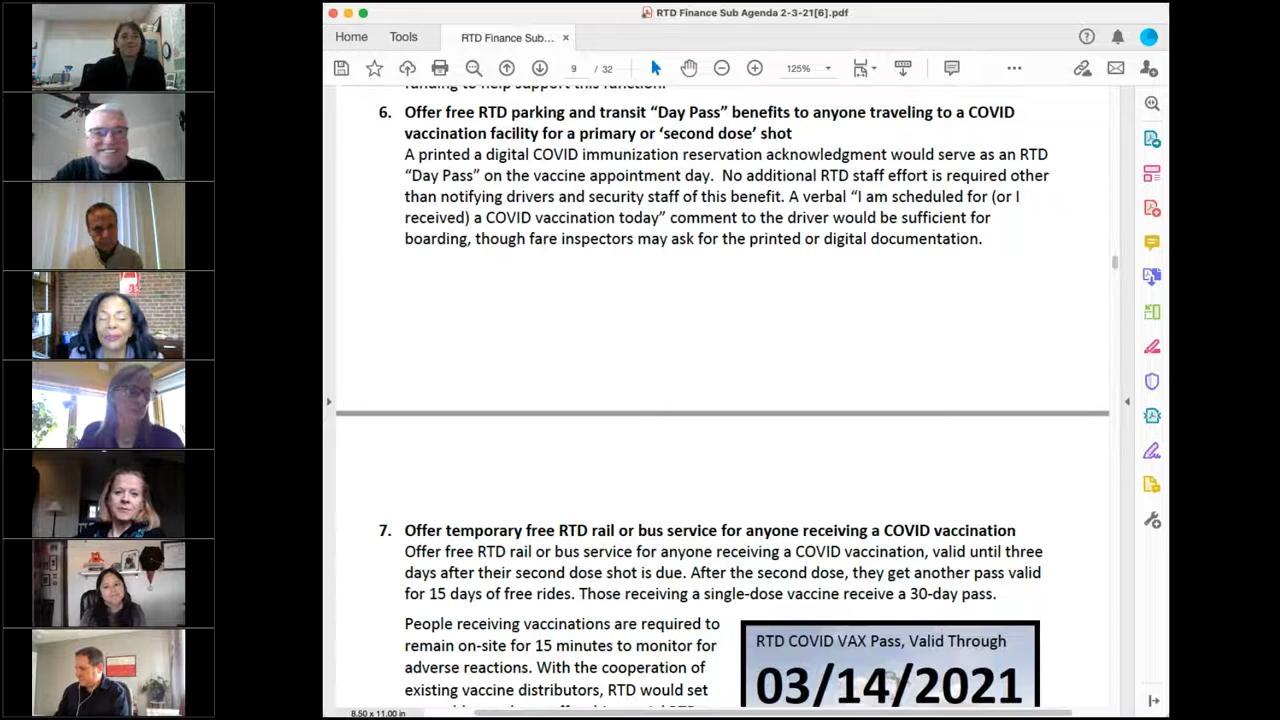 RTD Finance Sub Agenda 2-3-21[6].pdf
Home Tools RTD Finance Sub... ×
9 / 32 125%
funding to help support this function.
6. Offer free RTD parking and transit “Day Pass” benefits to anyone traveling to a COVID
vaccination facility for a primary or ‘second dose’ shot
A printed a digital COVID immunization reservation acknowledgment would serve as an RTD
“Day Pass” on the vaccine appointment day. No additional RTD staff effort is required other
than notifying drivers and security staff of this benefit. A verbal “I am scheduled for (or I
received) a COVID vaccination today” comment to the driver would be sufficient for
boarding, though fare inspectors may ask for the printed or digital documentation.
7. Offer temporary free RTD rail or bus service for anyone receiving a COVID vaccination
Offer free RTD rail or bus service for anyone receiving a COVID vaccination, valid until three
days after their second dose shot is due. After the second dose, they get another pass valid
for 15 days of free rides. Those receiving a single-dose vaccine receive a 30-day pass.
People receiving vaccinations are required to
remain on-site for 15 minutes to monitor for
adverse reactions. With the cooperation of
existing vaccine distributors, RTD would set
RTD COVID VAX Pass, Valid Through
03/14/2021
8.50 x 11.00 in